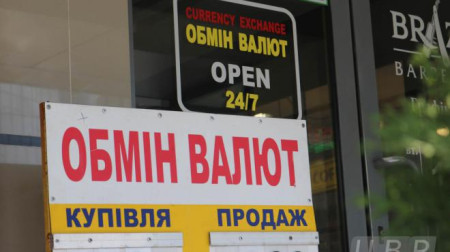 CURRENCY EXCHANGE
ОБМІН ВАЛЮТ
OPEN
24/7
ОБМІН ВАЛЮТ
КУПІВЛЯ ПРОДАЖ